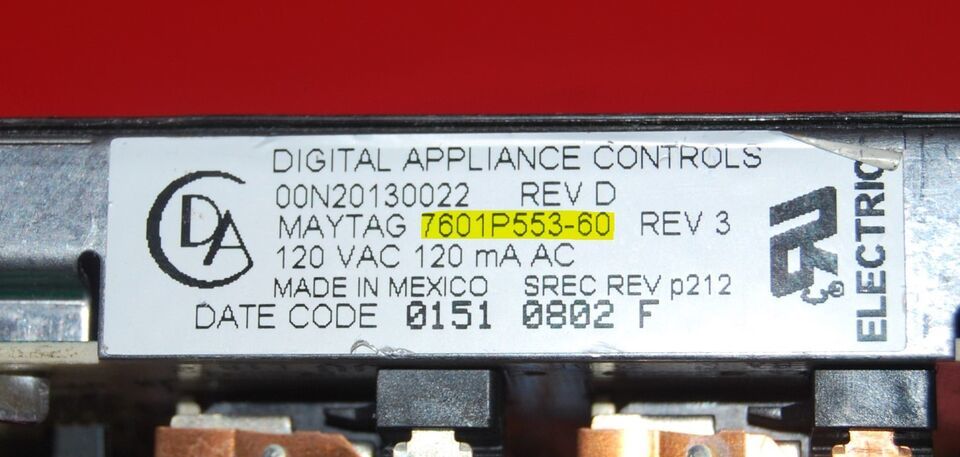 DIGITAL APPLIANCE CONTROLS
DA
00N20130022 REV D
MAYTAG 7601P553-60 REV 3
120 VAC 120 mA AC
MADE IN MEXICO SREC REV p212
DATE CODE 0151 0802 F